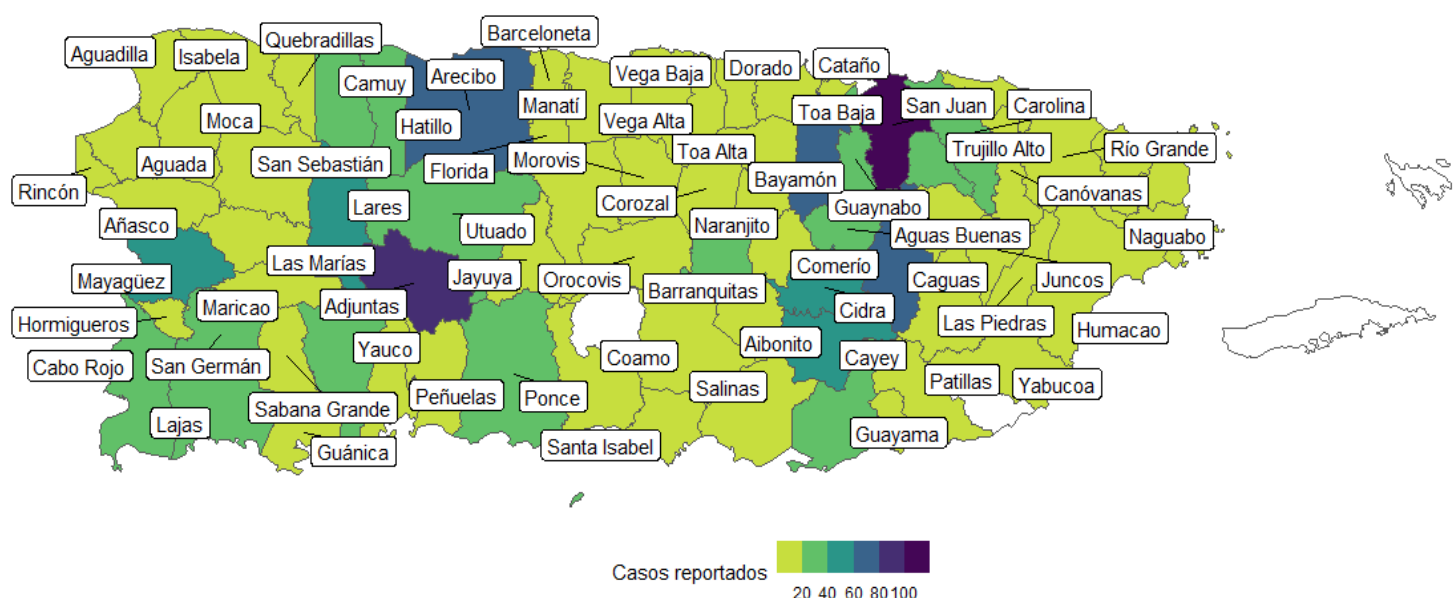 Barceloneta
Quebradillas
Aguadilla
Isabela
Dorado
Cataño
Arecibo
Vega Baja
Camuy
Manatí
San Juan
Carolina
Toa Baja
Moca
Hatillo
Vega Alta
Toa Alta
Trujillo Alto
Río Grande
Aguada
San Sebastián
Florida
Morovis
Rincón
Bayamón
Canóvanas
Lares
Corozal
Guaynabo
Añasco
Utuado
Naranjito
Aguas Buenas
Naguabo
Mayagüez
Las Marías
Jayuya
Orocovis
Comerío
Caguas
Juncos
Maricao
Adjuntas
Barranquitas
Cidra
Hormigueros
Las Piedras
Humacao
Cabo Rojo
San Germán
Yauco
Coamo
Aibonito
Cayey
Patillas
Yabucoa
Peñuelas
Ponce
Salinas
Sabana Grande
Lajas
Guánica
Santa Isabel
Guayama
Casos reportados
20 40 60 80 100